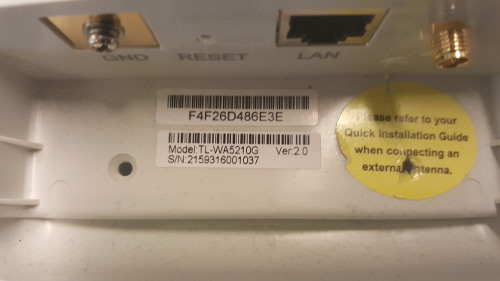 GND RESET LAN
F4F26D486E3E
Model:TL-WA5210G Ver:2.0
S/N:2159316001037
Please refer to your
Quick Installation Guide
when connecting an
external antenna.